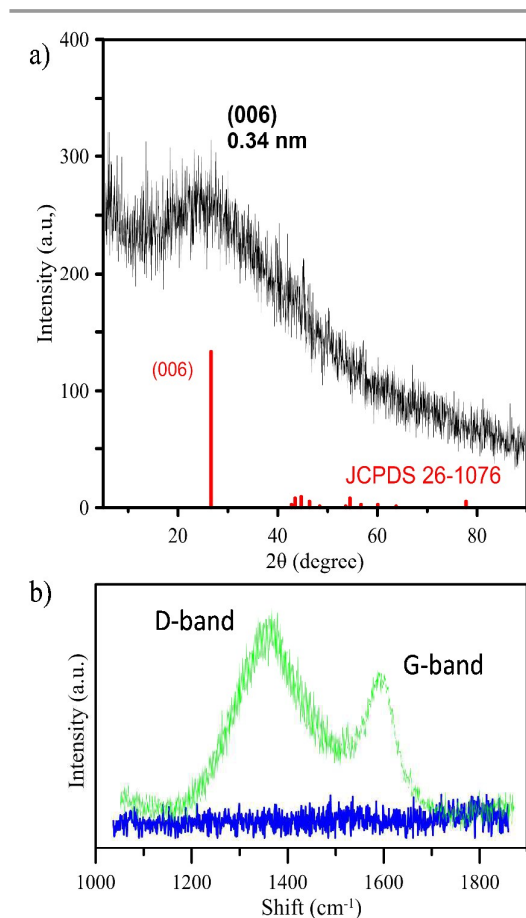 a)
400
300
200
100
0
Intensity (a.u,)
(006)
0.34 nm
(006)
JCPDS 26-1076
20 40 60 80
2θ (degree)
b)
D-band
G-band
Intensity (a.u.)
1000 1200 1400 1600 1800
Shift (cm⁻¹)